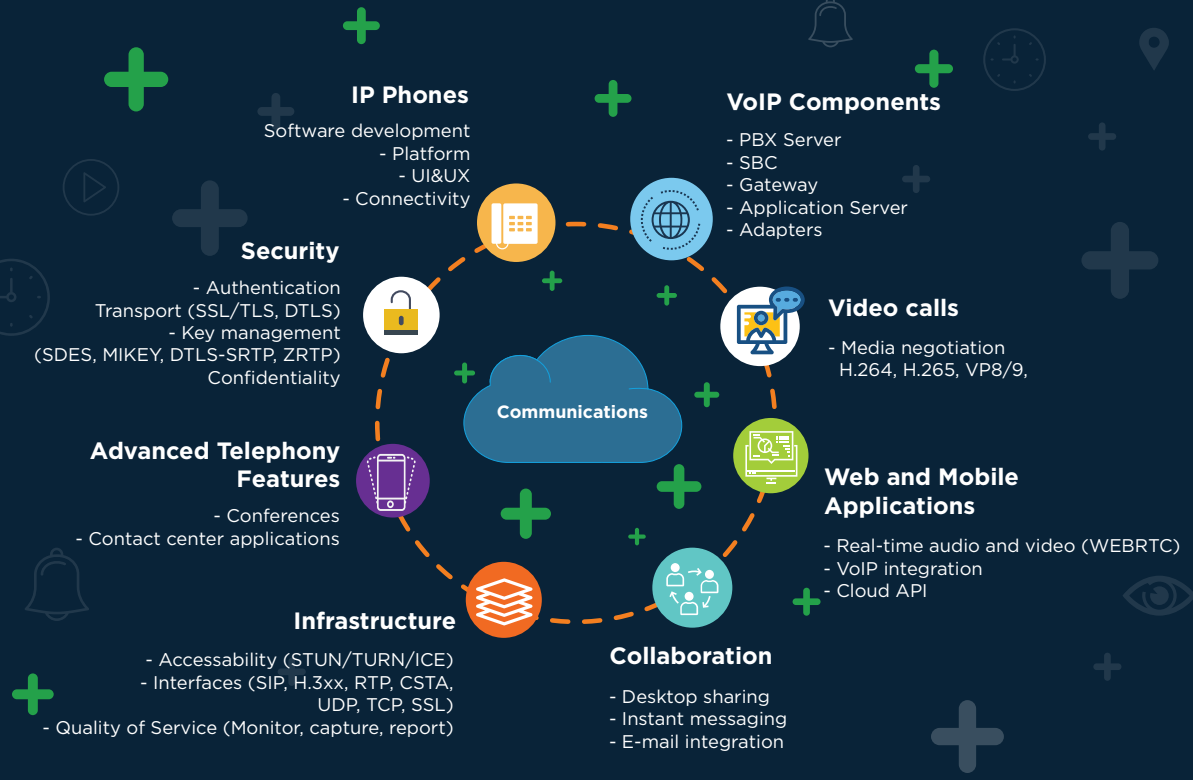 IP Phones
Software development
- Platform
- UI&UX
- Connectivity
VoIP Components
- PBX Server
- SBC
- Gateway
- Application Server
- Adapters
Security
- Authentication
Transport (SSL/TLS, DTLS)
- Key management
(SDES, MIKEY, DTLS-SRTP, ZRTP)
Confidentiality
Video calls
- Media negotiation
H.264, H.265, VP8/9,
Communications
Advanced Telephony
Features
- Conferences
- Contact center applications
Web and Mobile
Applications
- Real-time audio and video (WEBRTC)
- VoIP integration
- Cloud API
Infrastructure
- Accessability (STUN/TURN/ICE)
- Interfaces (SIP, H.3xx, RTP, CSTA,
UDP, TCP, SSL)
- Quality of Service (Monitor, capture, report)
Collaboration
- Desktop sharing
- Instant messaging
- E-mail integration